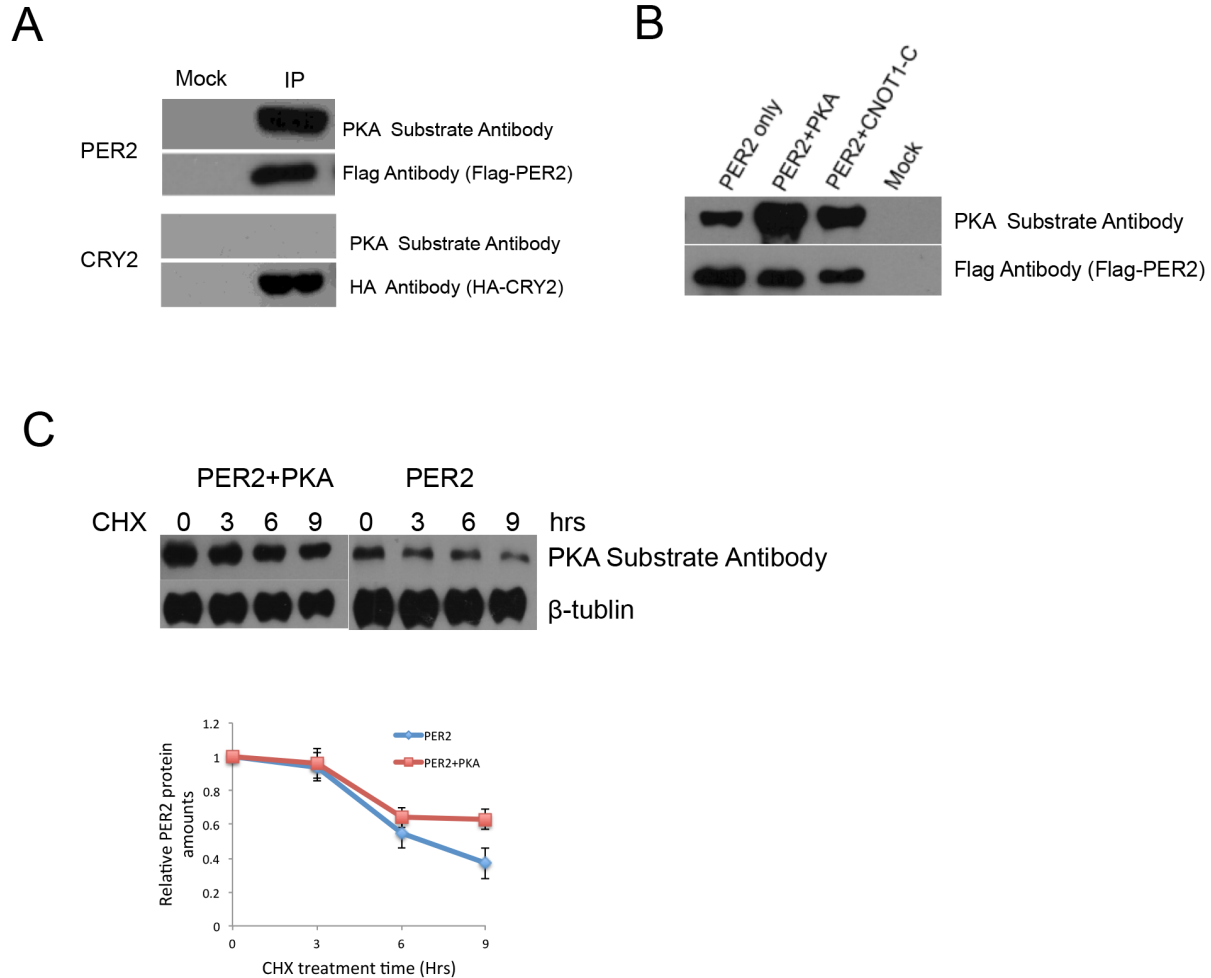 A
Mock IP
PER2
PKA Substrate Antibody
Flag Antibody (Flag-PER2)
CRY2
PKA Substrate Antibody
HA Antibody (HA-CRY2)
B
PER2 only
PER2+PKA
PER2+CNOT1-C
Mock
PKA Substrate Antibody
Flag Antibody (Flag-PER2)
C
PER2+PKA PER2
CHX 0 3 6 9 0 3 6 9 hrs
PKA Substrate Antibody
β-tublin
Relative PER2 protein
amounts
1.2
1
0.8
0.6
0.4
0.2
0
PER2
PER2+PKA
0 3 6 9
CHX treatment time (Hrs)